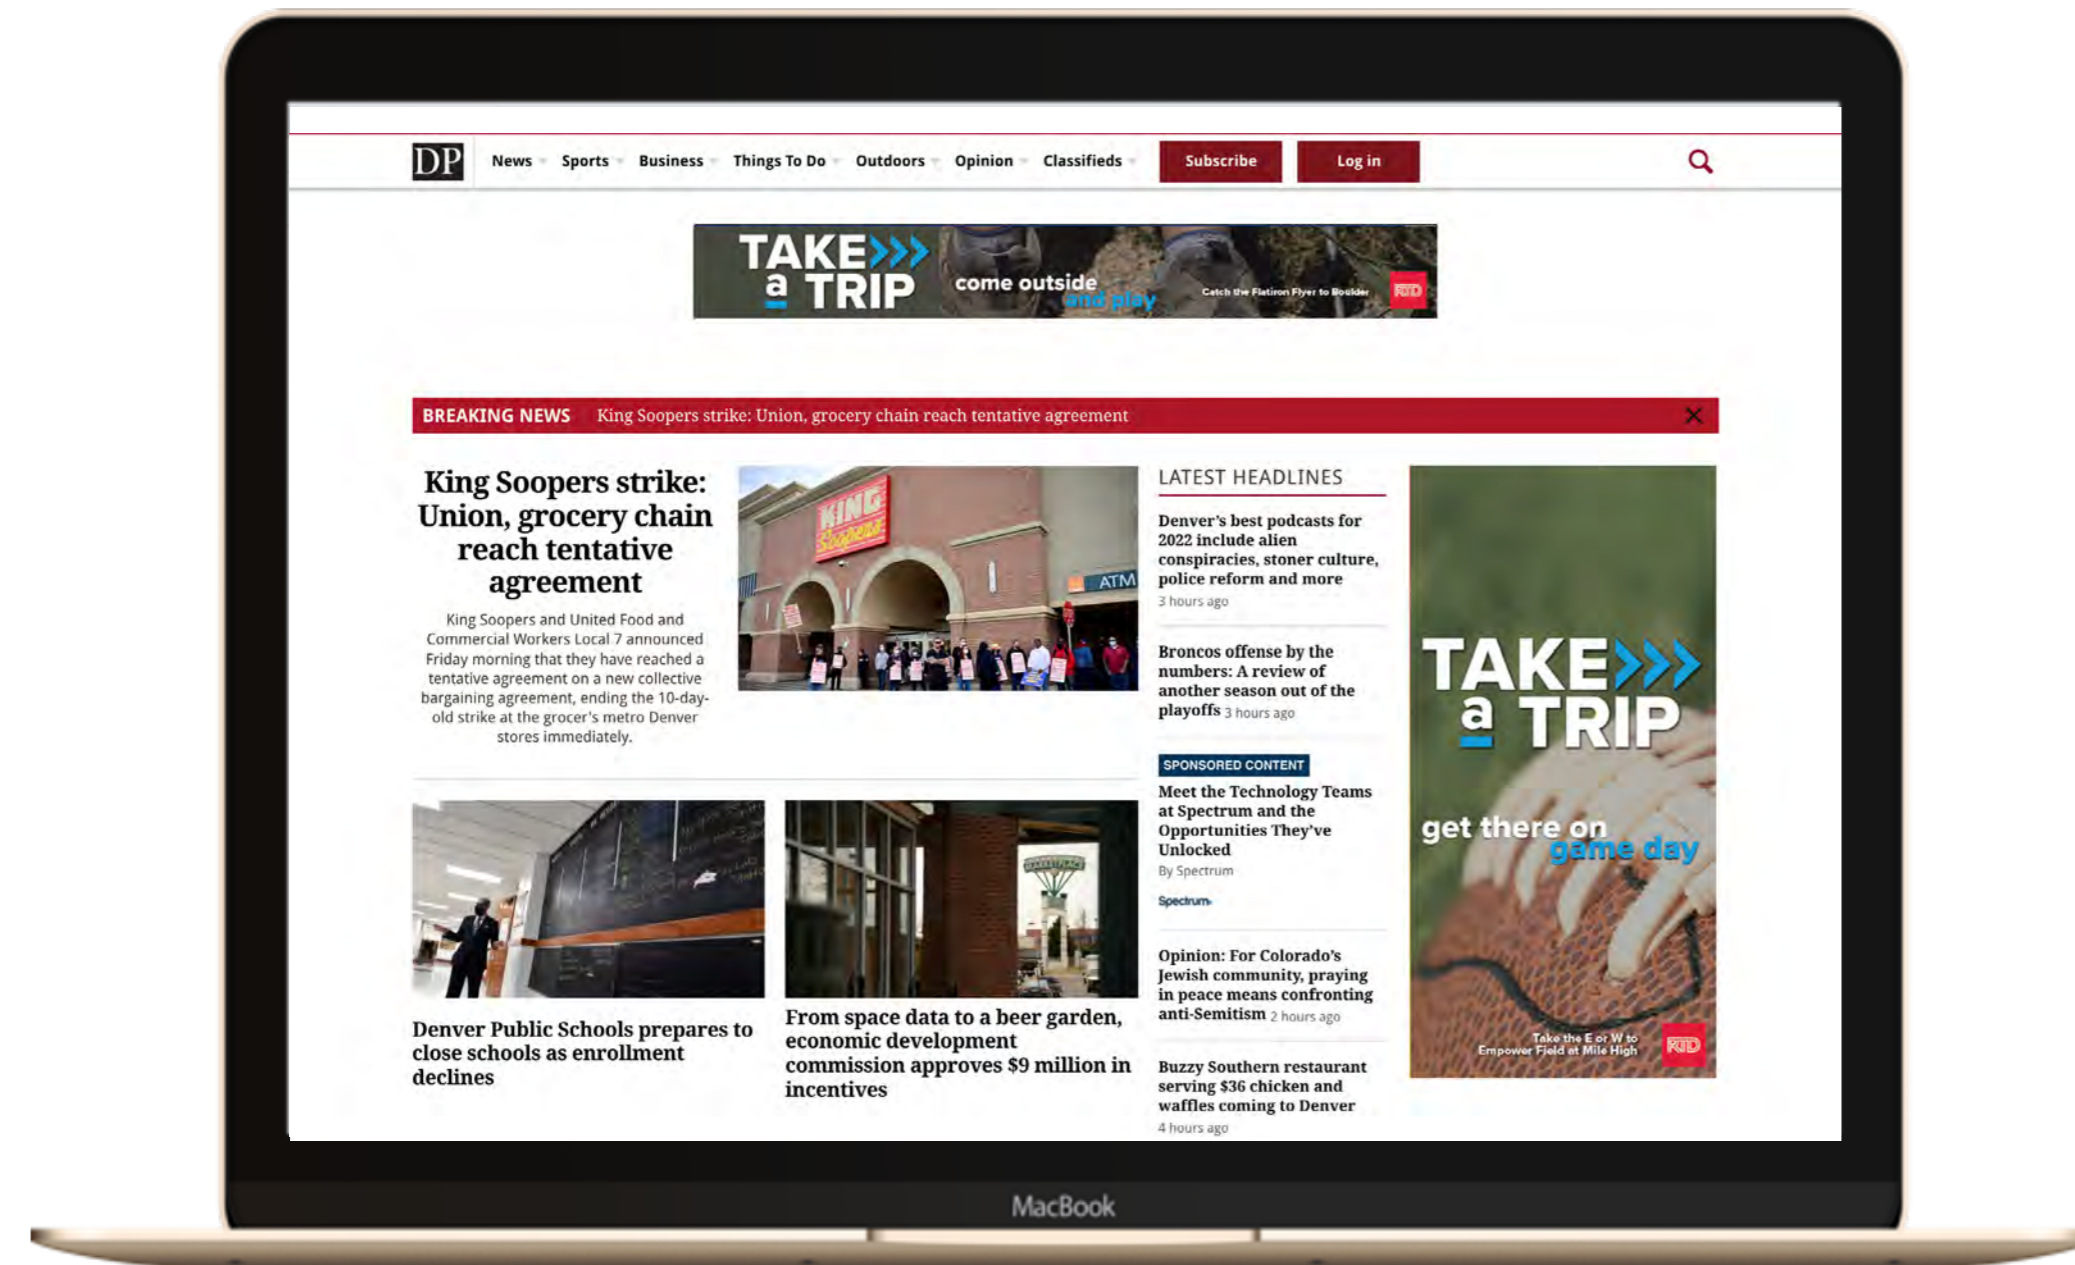 DP
News Sports Business Things To Do Outdoors Opinion Classifieds Subscribe Log in
TAKE>>>
a TRIP
come outside
and play
Catch the Flatiron Flyer to Boulder
RTD
BREAKING NEWS King Soopers strike: Union, grocery chain reach tentative agreement
King Soopers strike:
Union, grocery chain
reach tentative
agreement
King Soopers and United Food and
Commercial Workers Local 7 announced
Friday morning that they have reached a
tentative agreement on a new collective
bargaining agreement, ending the 10-day-
old strike at the grocer's metro Denver
stores immediately.
KING
Soopers
ATM
Denver Public Schools prepares to
close schools as enrollment
declines
MARKETPLACE
From space data to a beer garden,
economic development
commission approves $9 million in
incentives
LATEST HEADLINES
Denver's best podcasts for
2022 include alien
conspiracies, stoner culture,
police reform and more
3 hours ago
Broncos offense by the
numbers: A review of
another season out of the
playoffs 3 hours ago
SPONSORED CONTENT
Meet the Technology Teams
at Spectrum and the
Opportunities They've
Unlocked
By Spectrum
Spectrum
Opinion: For Colorado's
Jewish community, praying
in peace means confronting
anti-Semitism 2 hours ago
Buzzy Southern restaurant
serving $36 chicken and
waffles coming to Denver
4 hours ago
TAKE>>>
a TRIP
get there on
game day
Take the E or W to
Empower Field at Mile High
RTD
MacBook